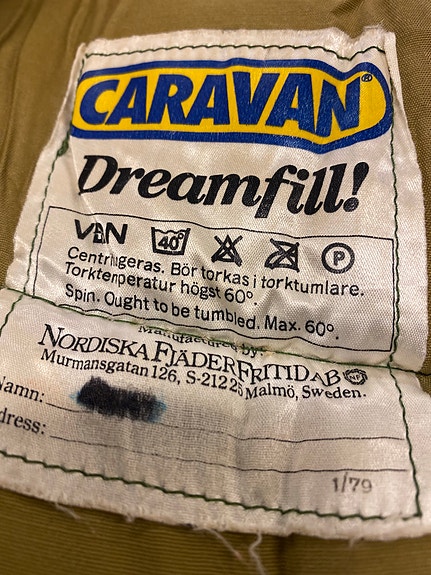 CARAVAN®
Dreamfill!
40° P
Centrifugeras. Bör torkas i torktumlare.
Torktemperatur högst 60°.
Spin. Ought to be tumbled. Max. 60°.
Manufactured by:
NORDISKA FJÄDERFRITID AB NF
Murmansgatan 126, S-212 25 Malmö, Sweden.
Namn:
dress:
1/79